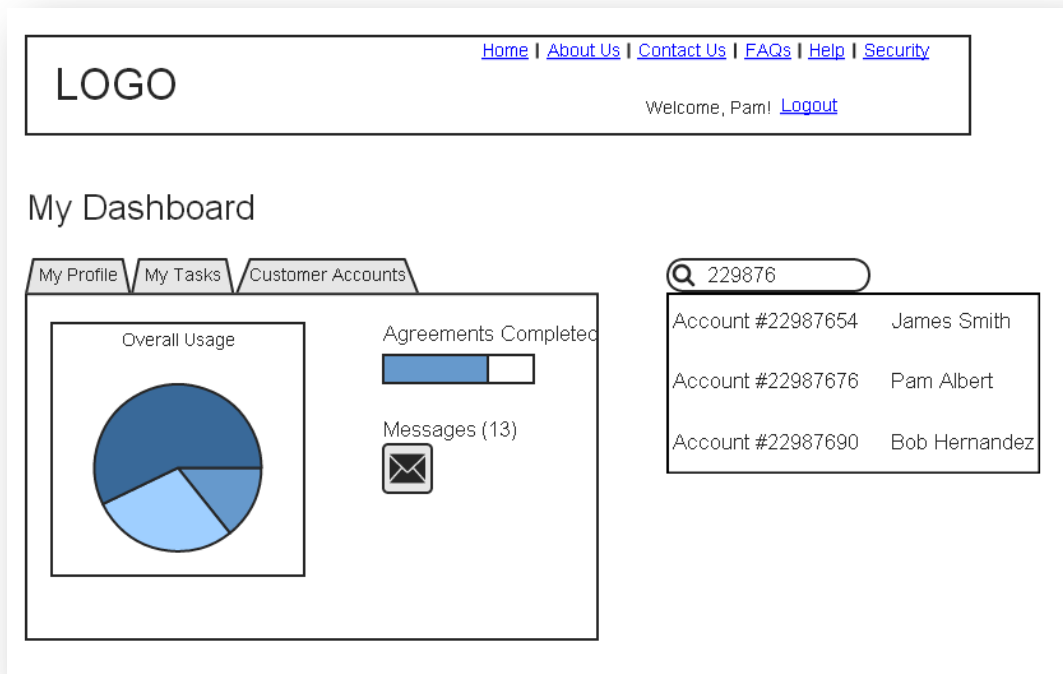 Home | About Us | Contact Us | FAQs | Help | Security
LOGO
Welcome, Pam! Logout
My Dashboard
My Profile My Tasks Customer Accounts
229876
Overall Usage
Agreements Completed
Messages (13)
Account #22987654 James Smith
Account #22987676 Pam Albert
Account #22987690 Bob Hernandez